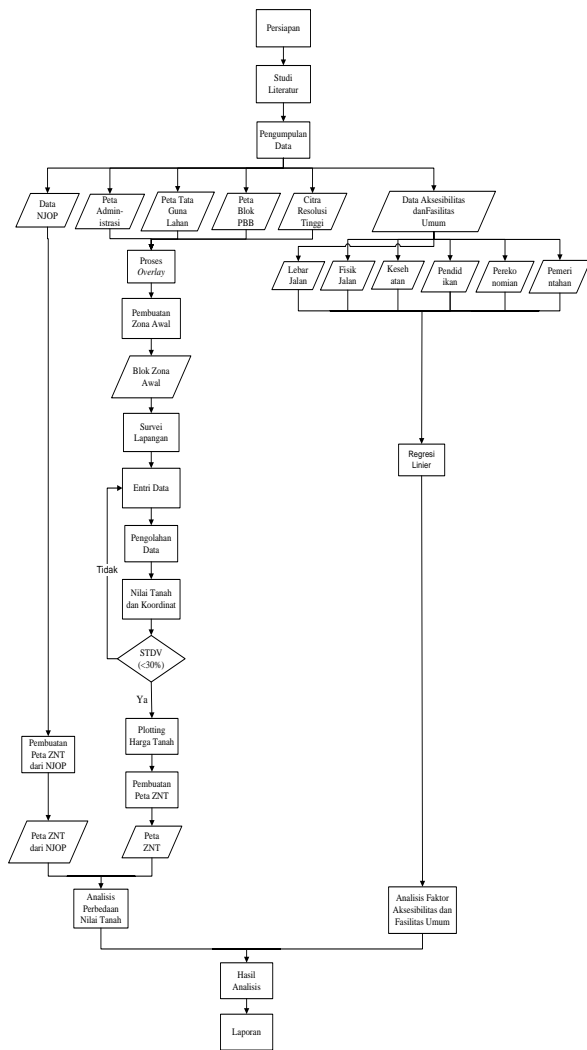 Persiapan
Studi
Literatur
Pengumpulan
Data
Data
NJOP
Peta
Admin-
istrasi
Peta Tata
Guna
Lahan
Peta
Blok
PBB
Citra
Resolusi
Tinggi
Data Aksesibilitas
danFasilitas
Umum
Lebar
Jalan
Fisik
Jalan
Keseh
atan
Pendid
ikan
Pereko
nomian
Pemeri
ntahan
Proses
Overlay
Pembuatan
Zona Awal
Blok Zona
Awal
Survei
Lapangan
Entri Data
Pengolahan
Data
Tidak
Nilai Tanah
dan Koordinat
STDV
(<30%)
Ya
Regresi
Linier
Plotting
Harga Tanah
Pembuatan
Peta ZNT
dari NJOP
Pembuatan
Peta ZNT
Peta ZNT
dari NJOP
Peta
ZNT
Analisis
Perbedaan
Nilai Tanah
Analisis Faktor
Aksesibilitas dan
Fasilitas Umum
Hasil
Analisis
Laporan